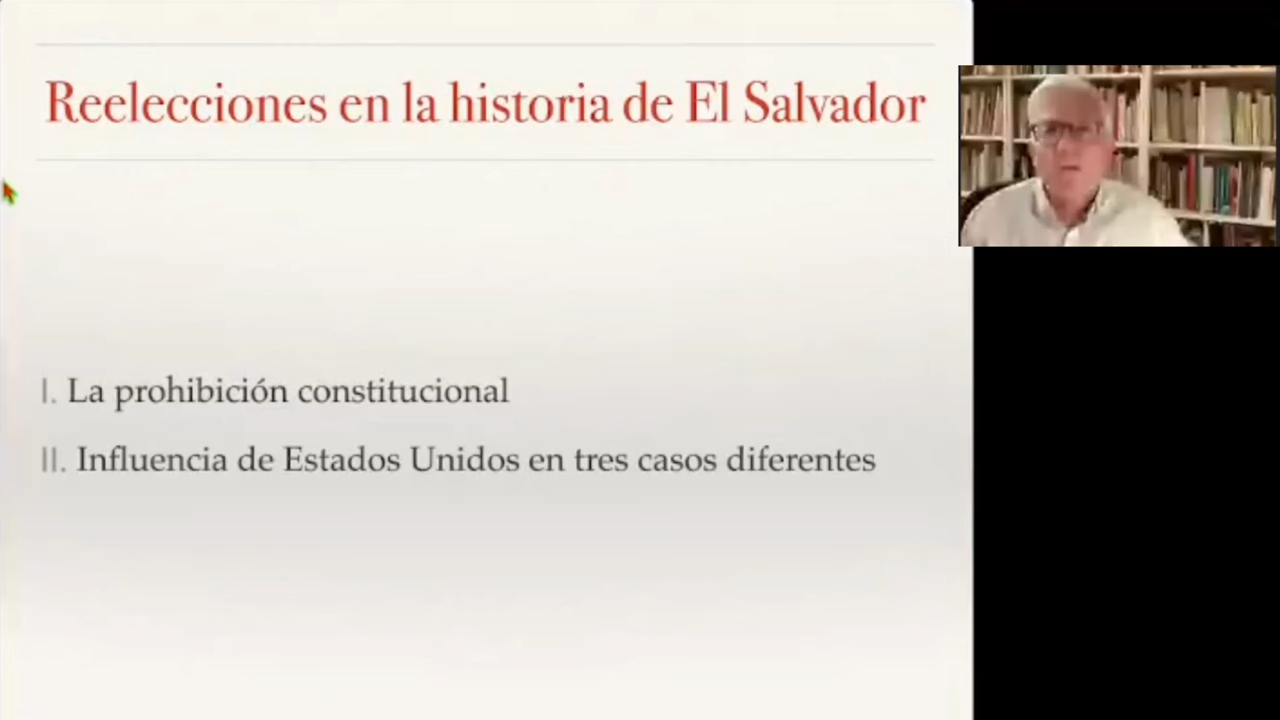 Reelecciones en la historia de El Salvador
I. La prohibición constitucional
II. Influencia de Estados Unidos en tres casos diferentes